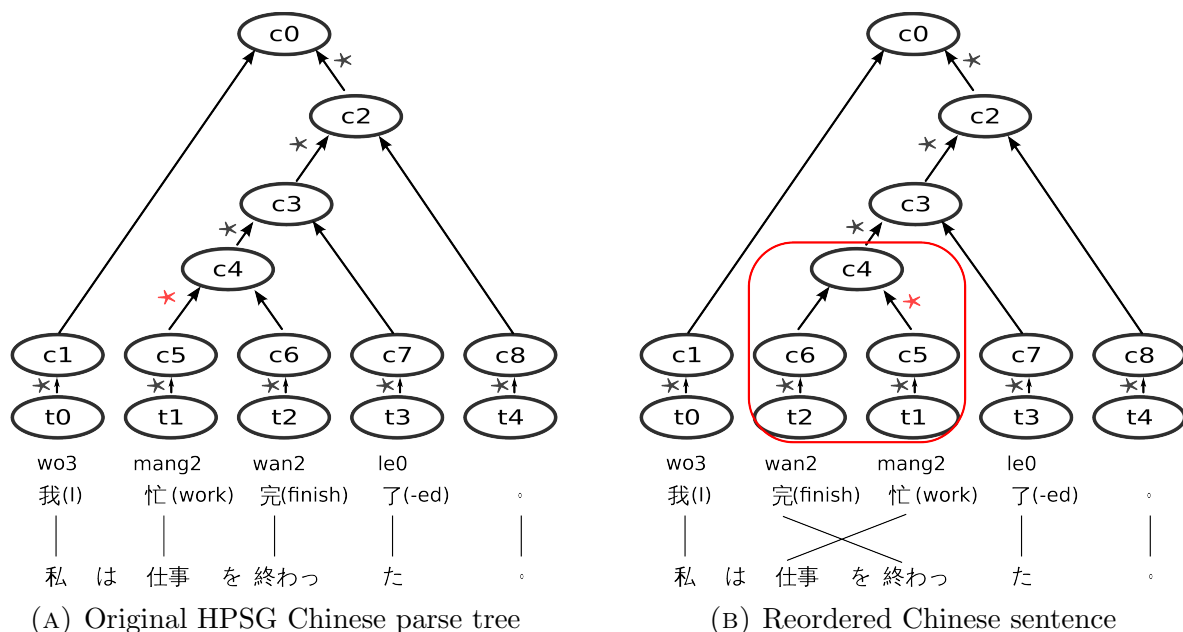 c0
c2
c3
c4
c1 c5 c6 c7 c8
t0 t1 t2 t3 t4
wo3 mang2 wan2 le0
我(I) 忙(work) 完(finish) 了(-ed) 。
私 は 仕事 を 終わっ た 。
(A) Original HPSG Chinese parse tree
c0
c2
c3
c4
c1 c6 c5 c7 c8
t0 t2 t1 t3 t4
wo3 wan2 mang2 le0
我(I) 完(finish) 忙(work) 了(-ed) 。
私 は 仕事 を 終わっ た 。
(B) Reordered Chinese sentence